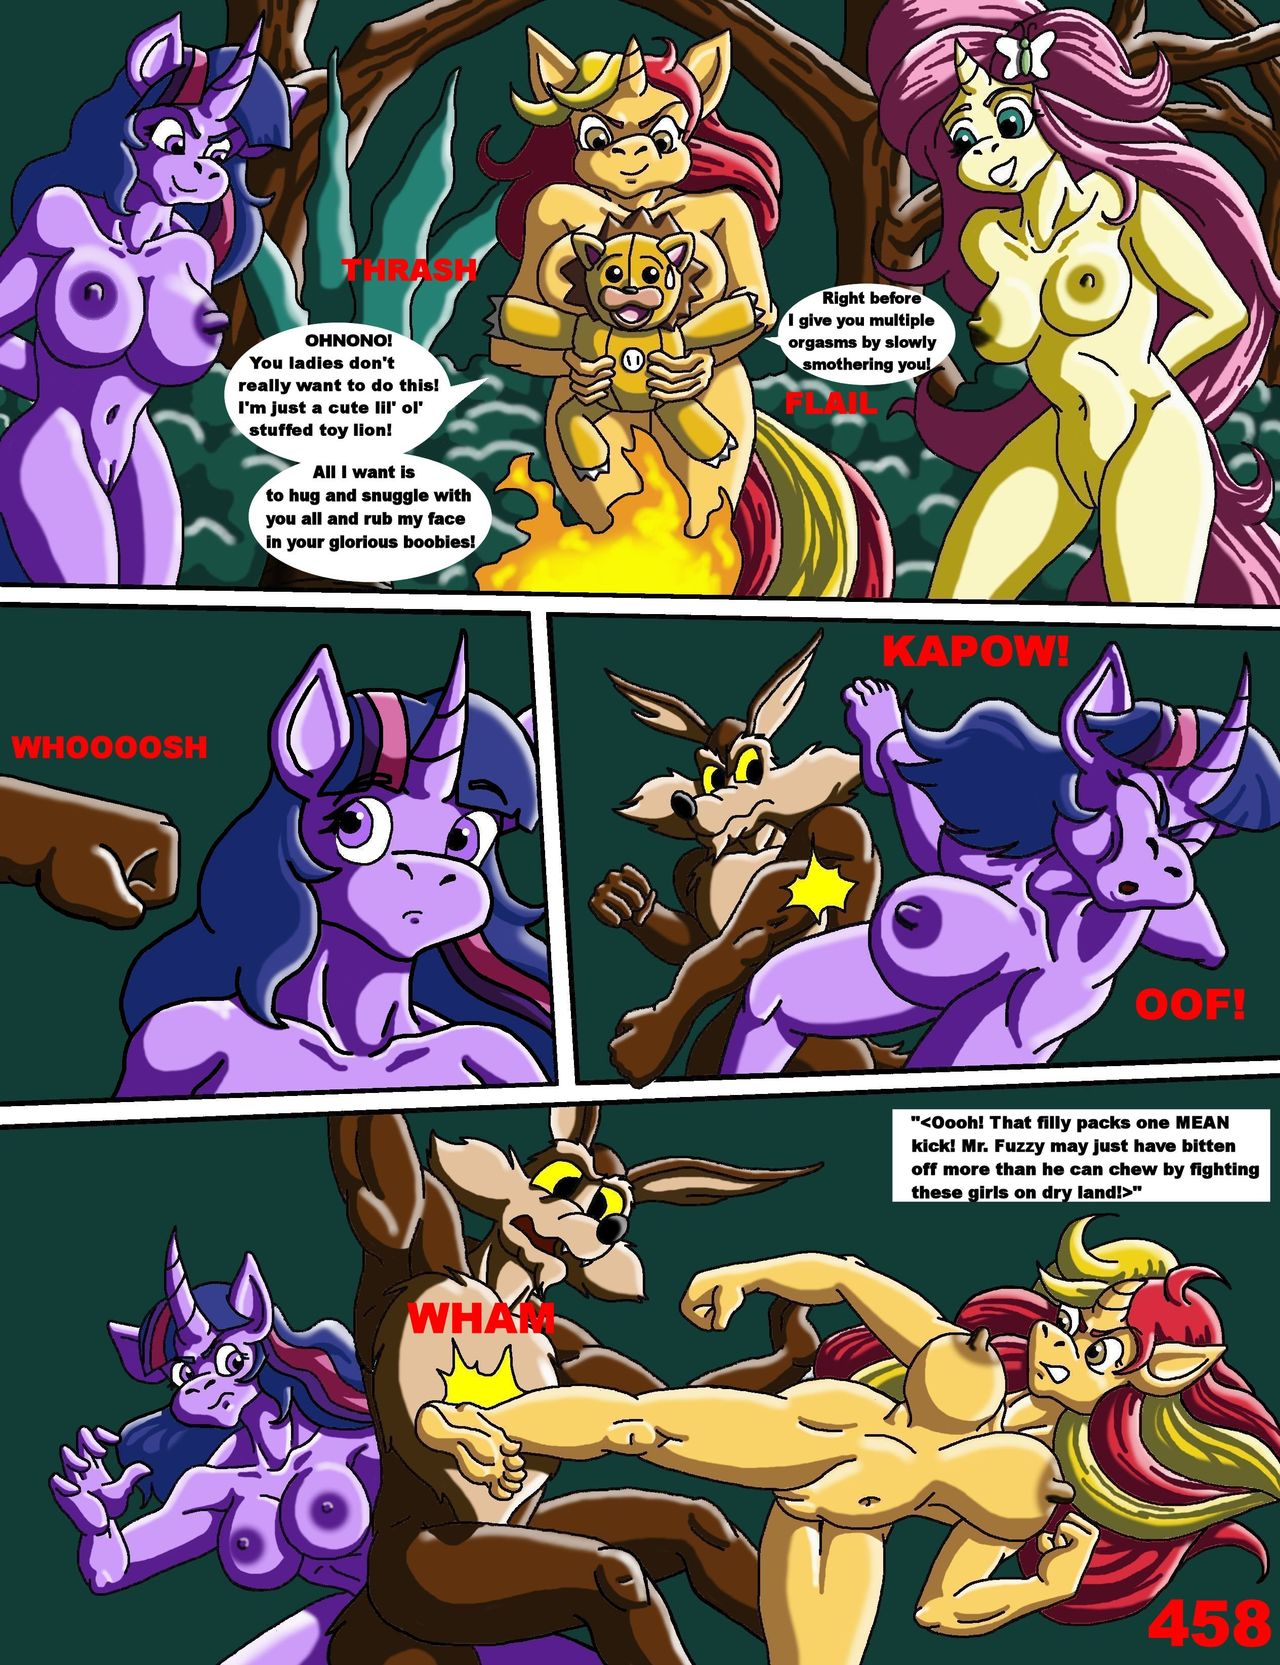 THRASH
OHNONO!
You ladies don't
really want to do this!
I'm just a cute lil' ol'
stuffed toy lion!
All I want is
to hug and snuggle with
you all and rub my face
in your glorious boobies!
Right before
I give you multiple
orgasms by slowly
smothering you!
FLAIL
WHOOOOSH
KAPOW!
OOF!
"<Oooh! That filly packs one MEAN
kick! Mr. Fuzzy may just have bitten
off more than he can chew by fighting
these girls on dry land!>"
WHAM
458